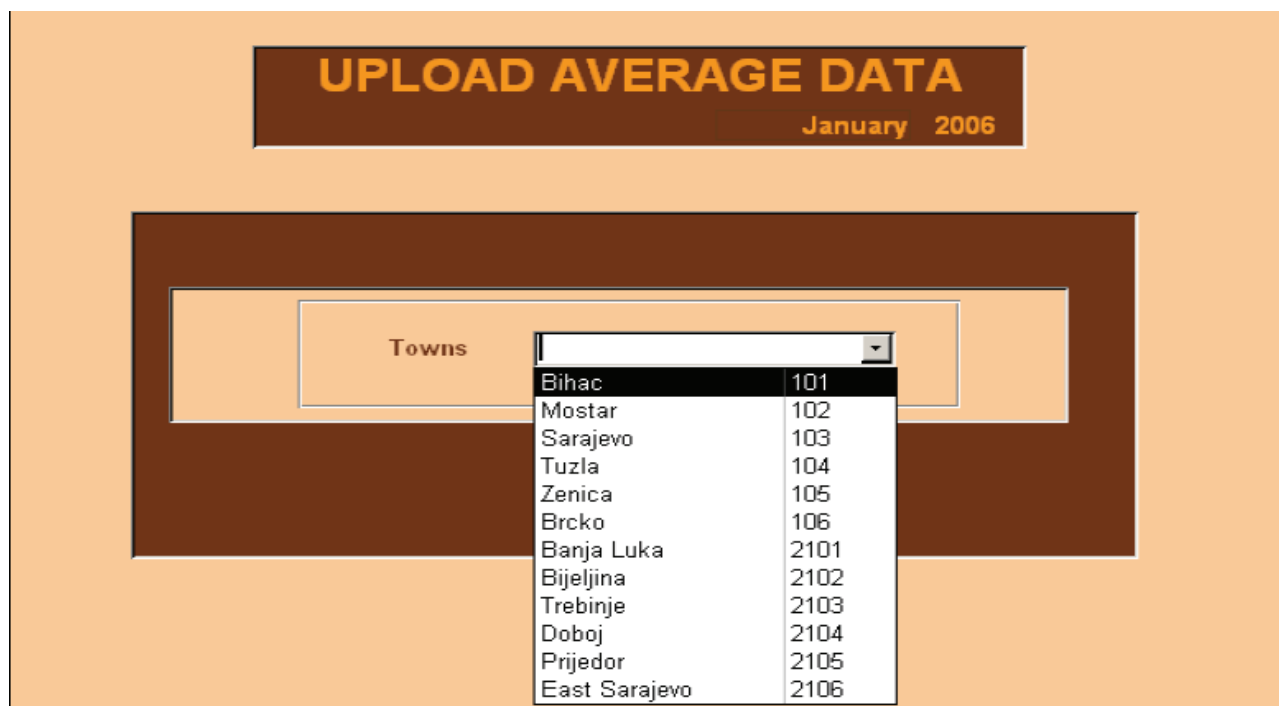 UPLOAD AVERAGE DATA
January 2006
Towns
Bihac 101
Mostar 102
Sarajevo 103
Tuzla 104
Zenica 105
Brcko 106
Banja Luka 2101
Bijeljina 2102
Trebinje 2103
Doboj 2104
Prijedor 2105
East Sarajevo 2106